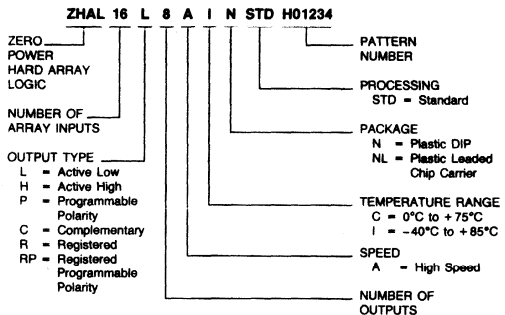 ZHAL 16 L 8 A I N STD H01234
ZERO
POWER
HARD ARRAY
LOGIC
NUMBER OF
ARRAY INPUTS
OUTPUT TYPE
L = Active Low
H = Active High
P = Programmable
Polarity
C = Complementary
R = Registered
RP = Registered
Programmable
Polarity
PATTERN
NUMBER
PROCESSING
STD = Standard
PACKAGE
N = Plastic DIP
NL = Plastic Leaded
Chip Carrier
TEMPERATURE RANGE
C = 0°C to +75°C
I = −40°C to +85°C
SPEED
A = High Speed
NUMBER OF
OUTPUTS